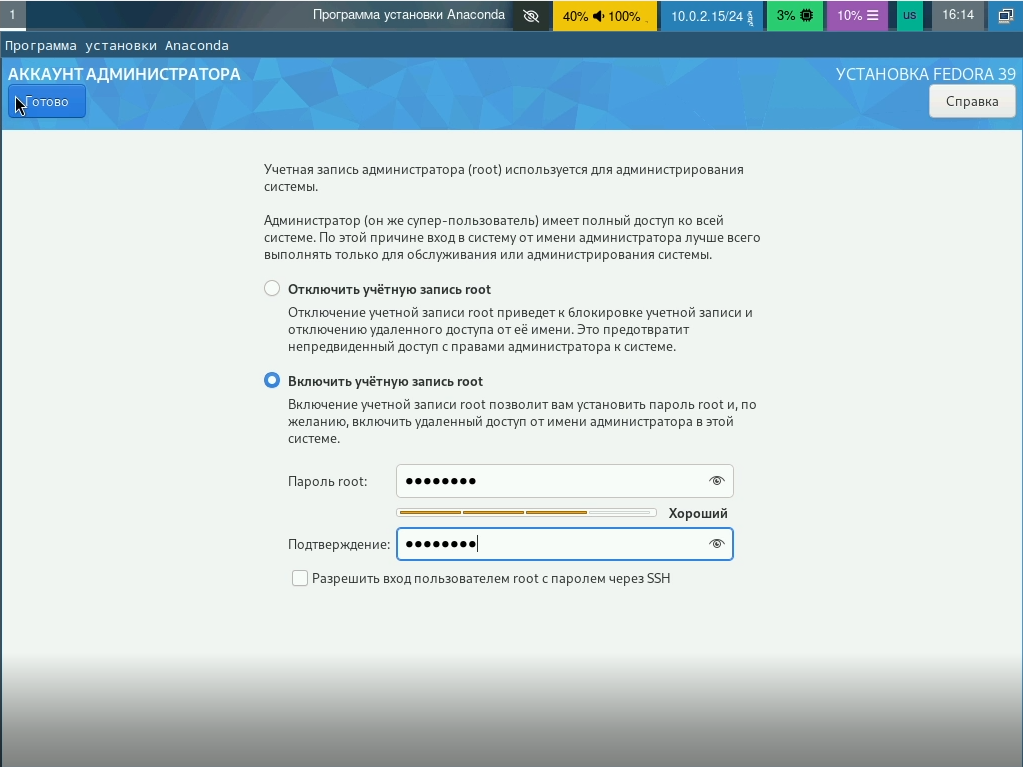 1 Программа установки Anaconda 40% 100% 10.0.2.15/24 3% 10% us 16:14
Программа установки Anaconda
АККАУНТ АДМИНИСТРАТОРА УСТАНОВКА FEDORA 39
Готово Справка
Учетная запись администратора (root) используется для администрирования
системы.
Администратор (он же супер-пользователь) имеет полный доступ ко всей
системе. По этой причине вход в систему от имени администратора лучше всего
выполнять только для обслуживания или администрирования системы.
Отключить учётную запись root
Отключение учетной записи root приведет к блокировке учетной записи и
отключению удаленного доступа от её имени. Это предотвратит
непредвиденный доступ с правами администратора к системе.
Включить учётную запись root
Включение учетной записи root позволит вам установить пароль root и, по
желанию, включить удаленный доступ от имени администратора в этой
системе.
Пароль root: ●●●●●●●●
Хороший
Подтверждение: ●●●●●●●●
Разрешить вход пользователем root с паролем через SSH